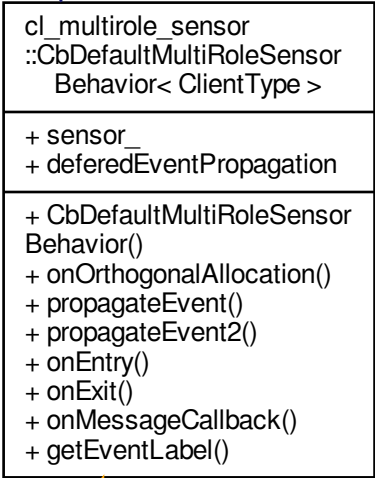 cl_multirole_sensor
::CbDefaultMultiRoleSensor
Behavior< ClientType >
+ sensor_
+ deferedEventPropagation
+ CbDefaultMultiRoleSensor
Behavior()
+ onOrthogonalAllocation()
+ propagateEvent()
+ propagateEvent2()
+ onEntry()
+ onExit()
+ onMessageCallback()
+ getEventLabel()